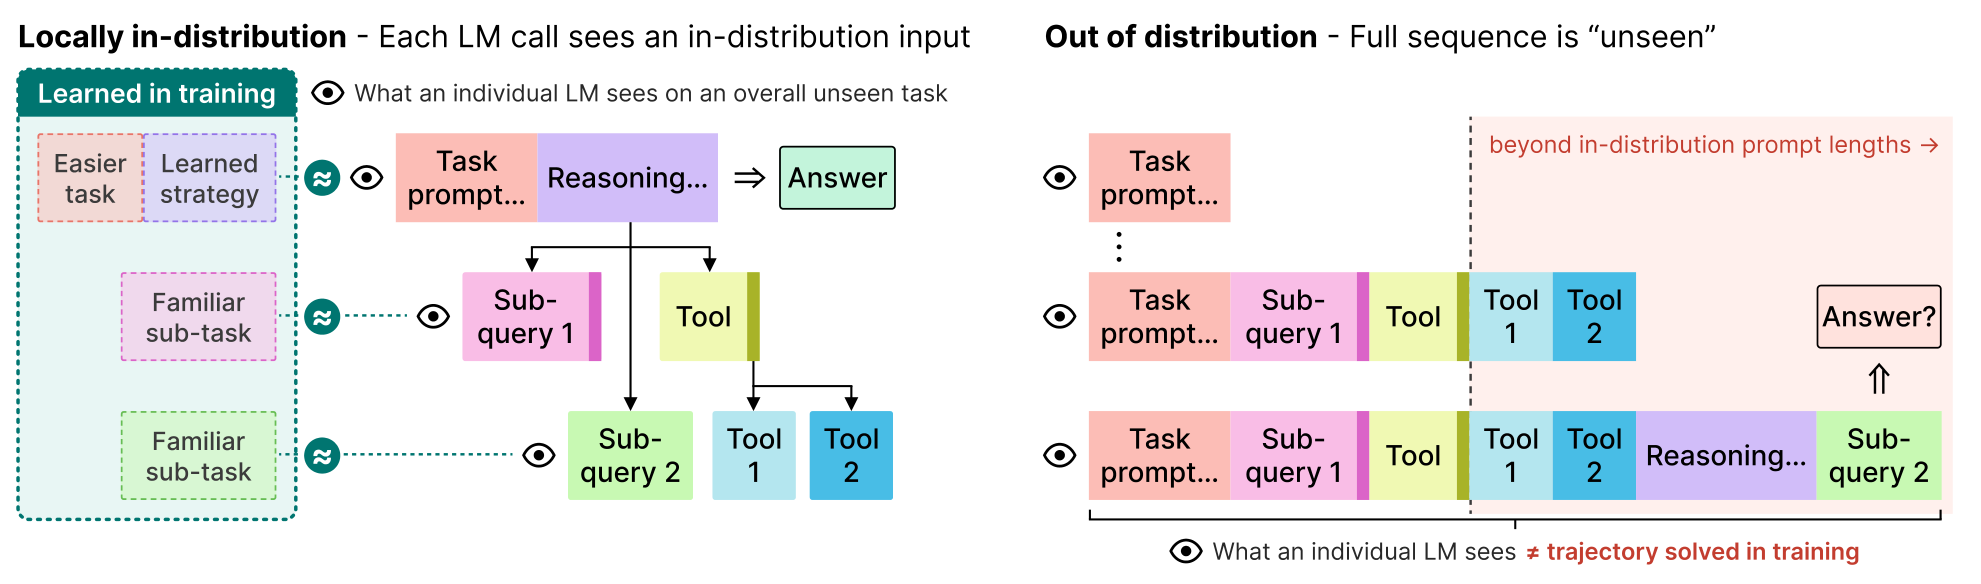 Locally in-distribution - Each LM call sees an in-distribution input
Learned in training
What an individual LM sees on an overall unseen task
Easier
task
Learned
strategy
≈
Task
prompt...
Reasoning...
⇒
Answer
Familiar
sub-task
≈
Sub-
query 1
Tool
Familiar
sub-task
≈
Sub-
query 2
Tool
1
Tool
2
Out of distribution - Full sequence is “unseen”
beyond in-distribution prompt lengths →
Task
prompt...
Task
prompt...
Sub-
query 1
Tool
Tool
1
Tool
2
Answer?
Task
prompt...
Sub-
query 1
Tool
Tool
1
Tool
2
Reasoning...
Sub-
query 2
What an individual LM sees ≠ trajectory solved in training